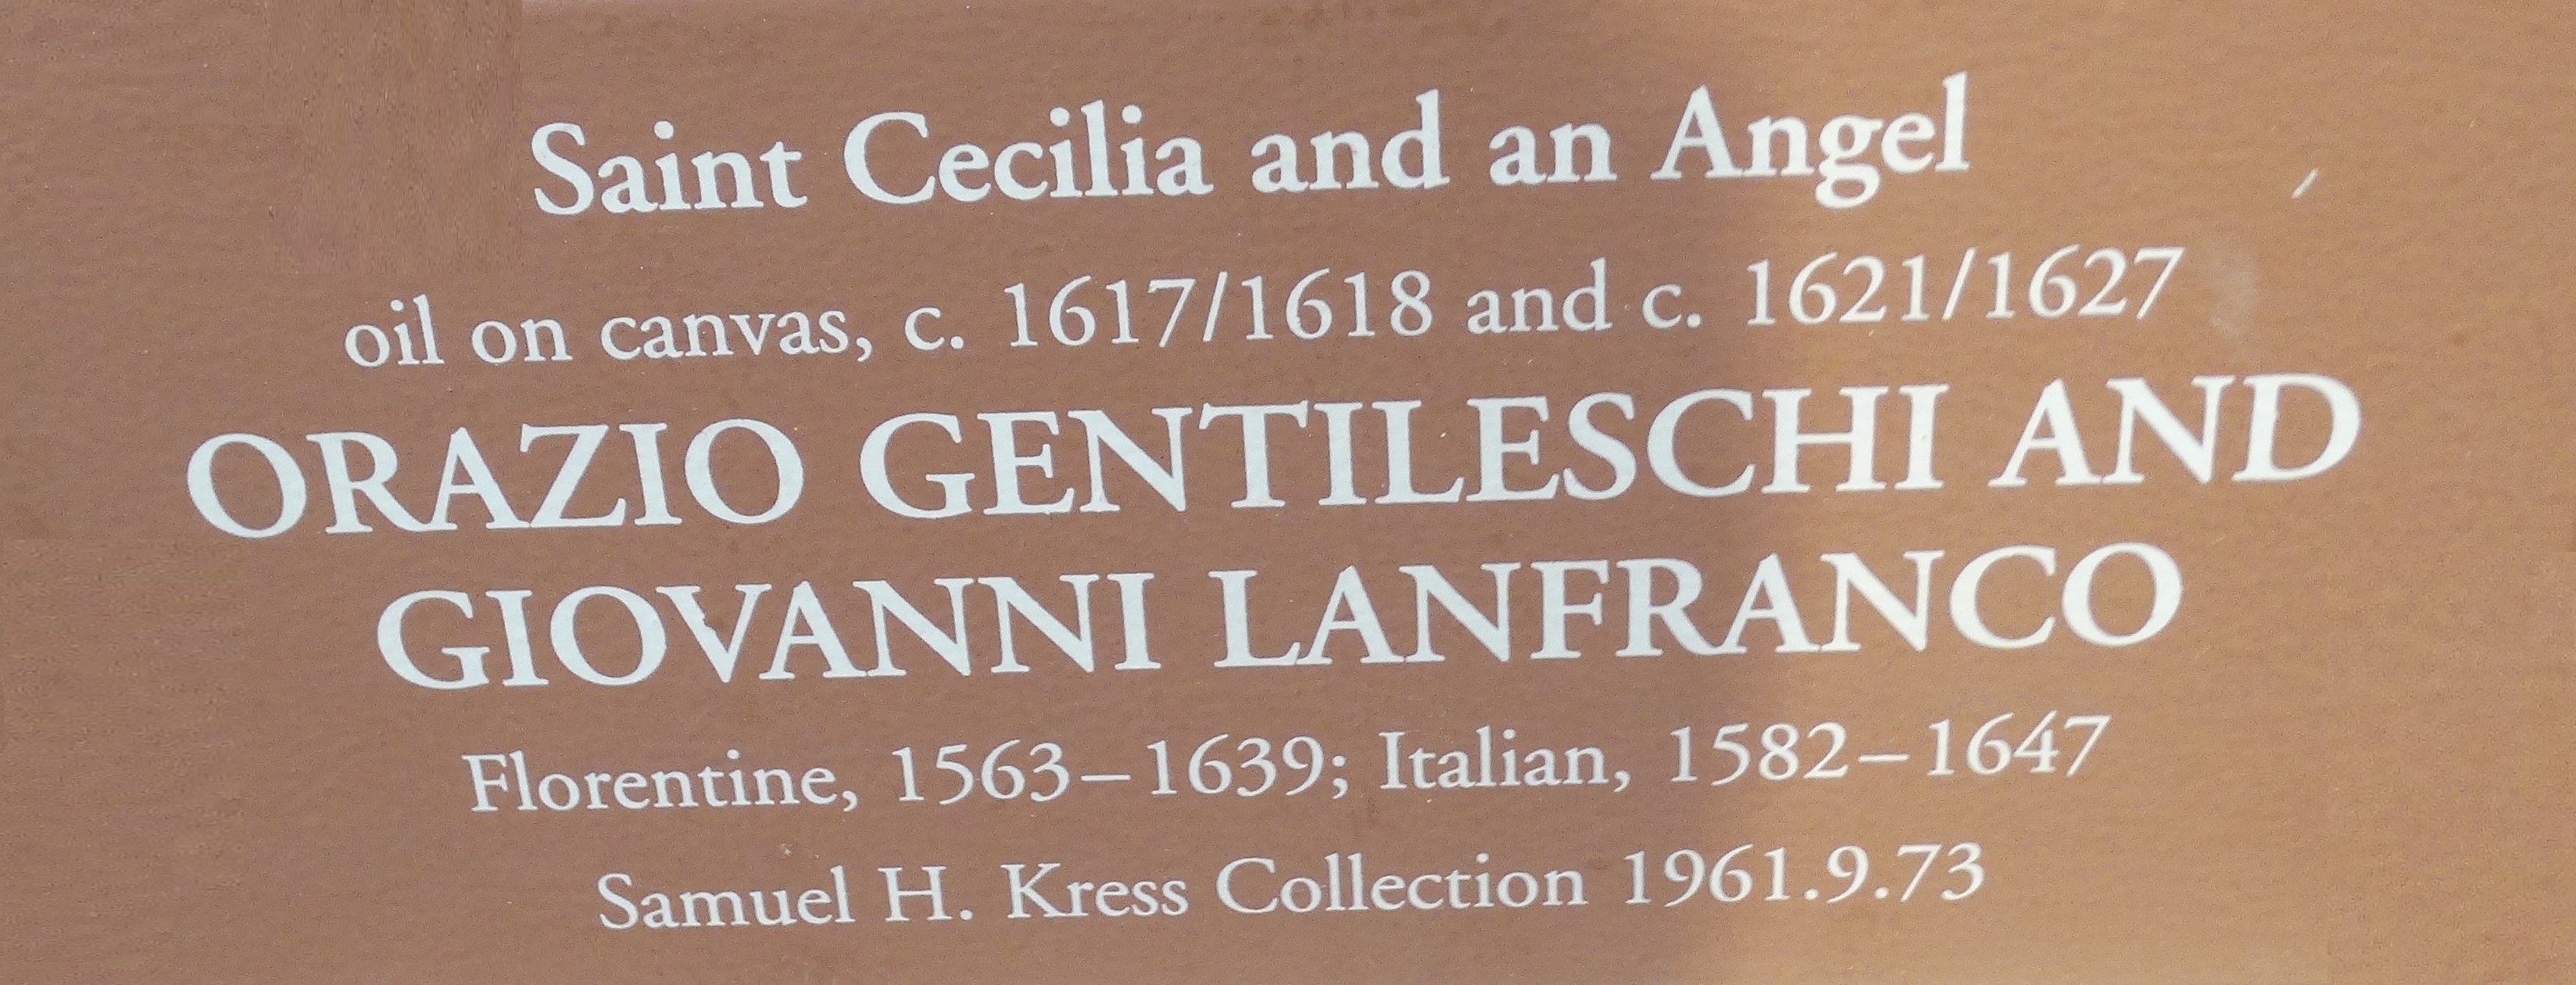 Saint Cecilia and an Angel
oil on canvas, c. 1617/1618 and c. 1621/1627
ORAZIO GENTILESCHI AND
GIOVANNI LANFRANCO
Florentine, 1563–1639; Italian, 1582–1647
Samuel H. Kress Collection 1961.9.73